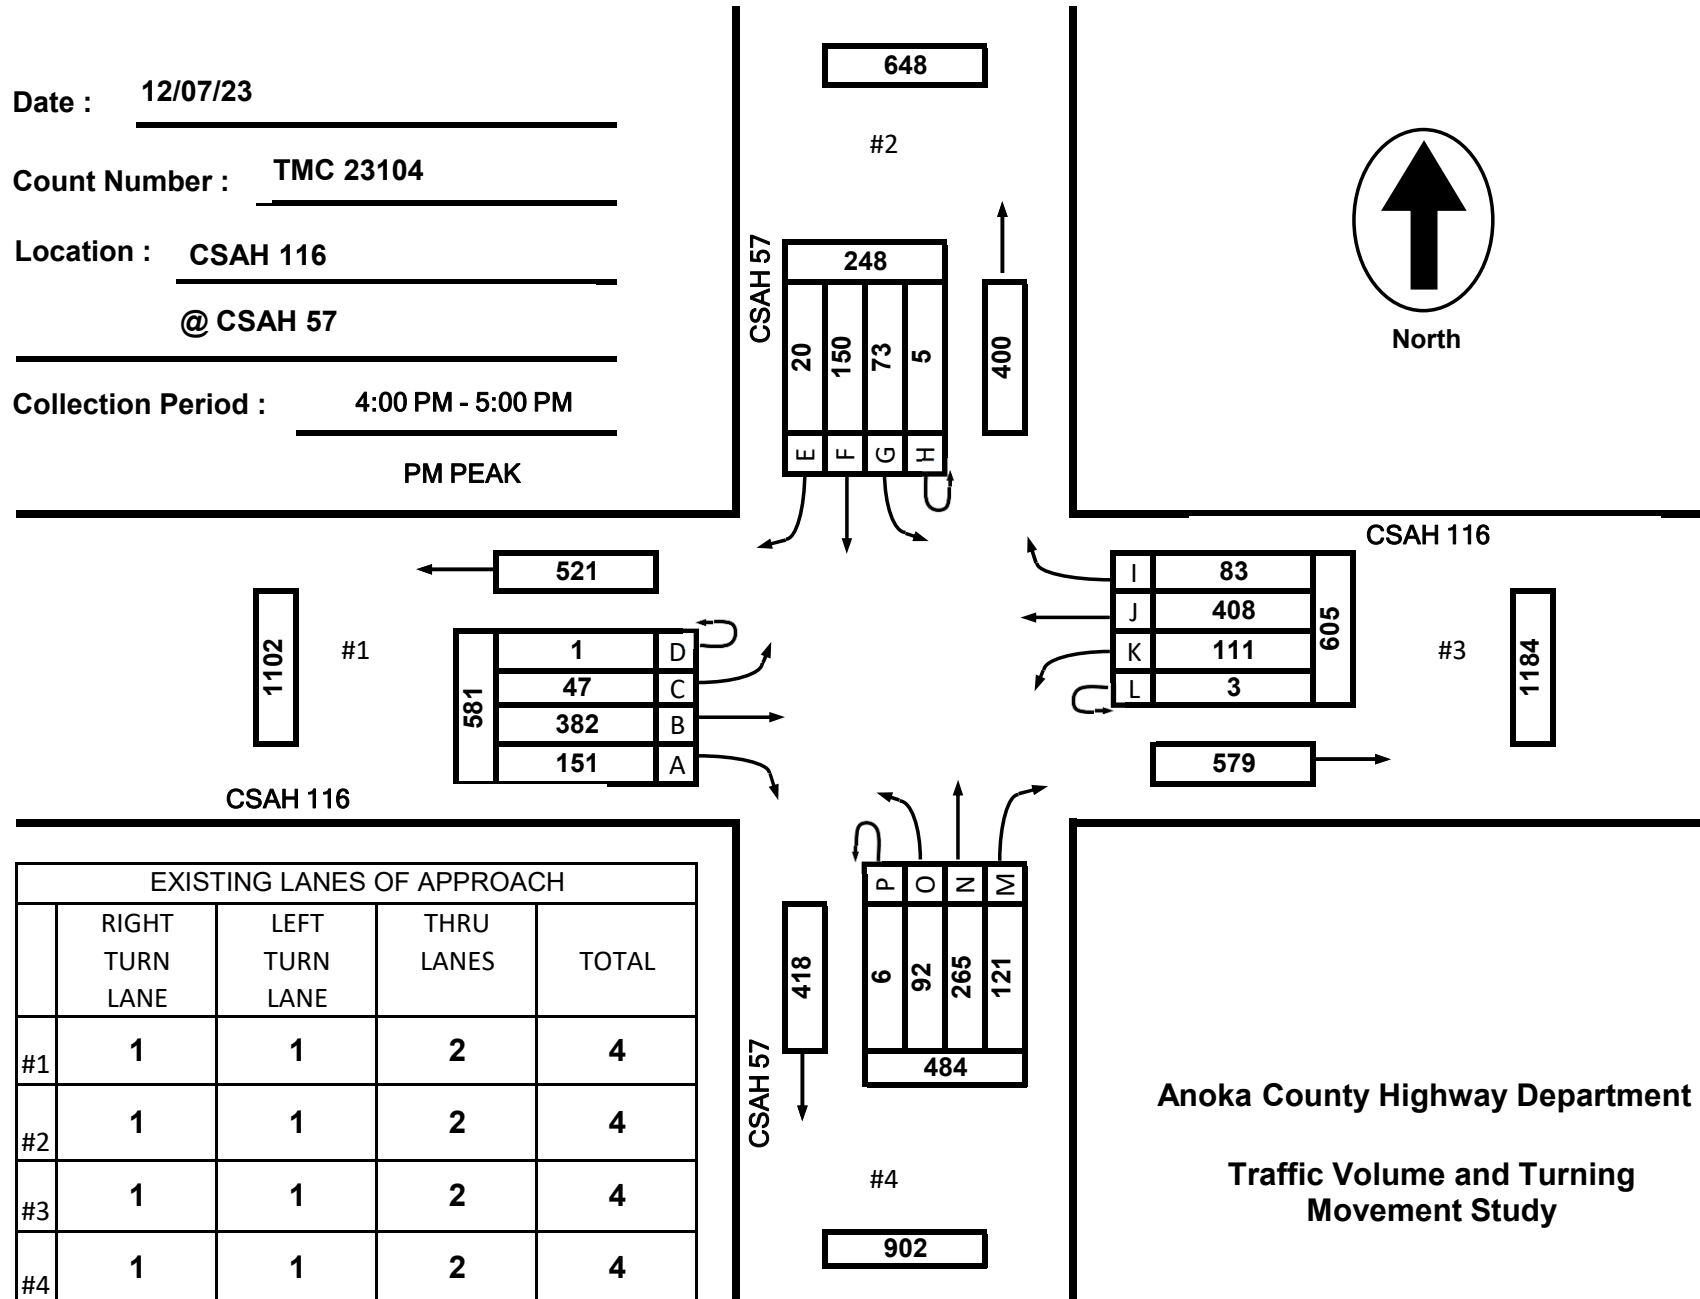 Date : 12/07/23
Count Number : TMC 23104
Location : CSAH 116
@ CSAH 57
Collection Period : 4:00 PM - 5:00 PM
PM PEAK
648
#2
CSAH 57
248
20 150 73 5
E F G H
400
North
CSAH 116
521
1102
#1
581
1 D
47 C
382 B
151 A
CSAH 116
I 83
J 408
K 111
L 3
605
#3
1184
579
P O N M
6 92 265 121
484
418
CSAH 57
#4
902
EXISTING LANES OF APPROACH
RIGHT LEFT THRU
TURN TURN LANES TOTAL
LANE LANE
#1 1 1 2 4
#2 1 1 2 4
#3 1 1 2 4
#4 1 1 2 4
Anoka County Highway Department
Traffic Volume and Turning
Movement Study